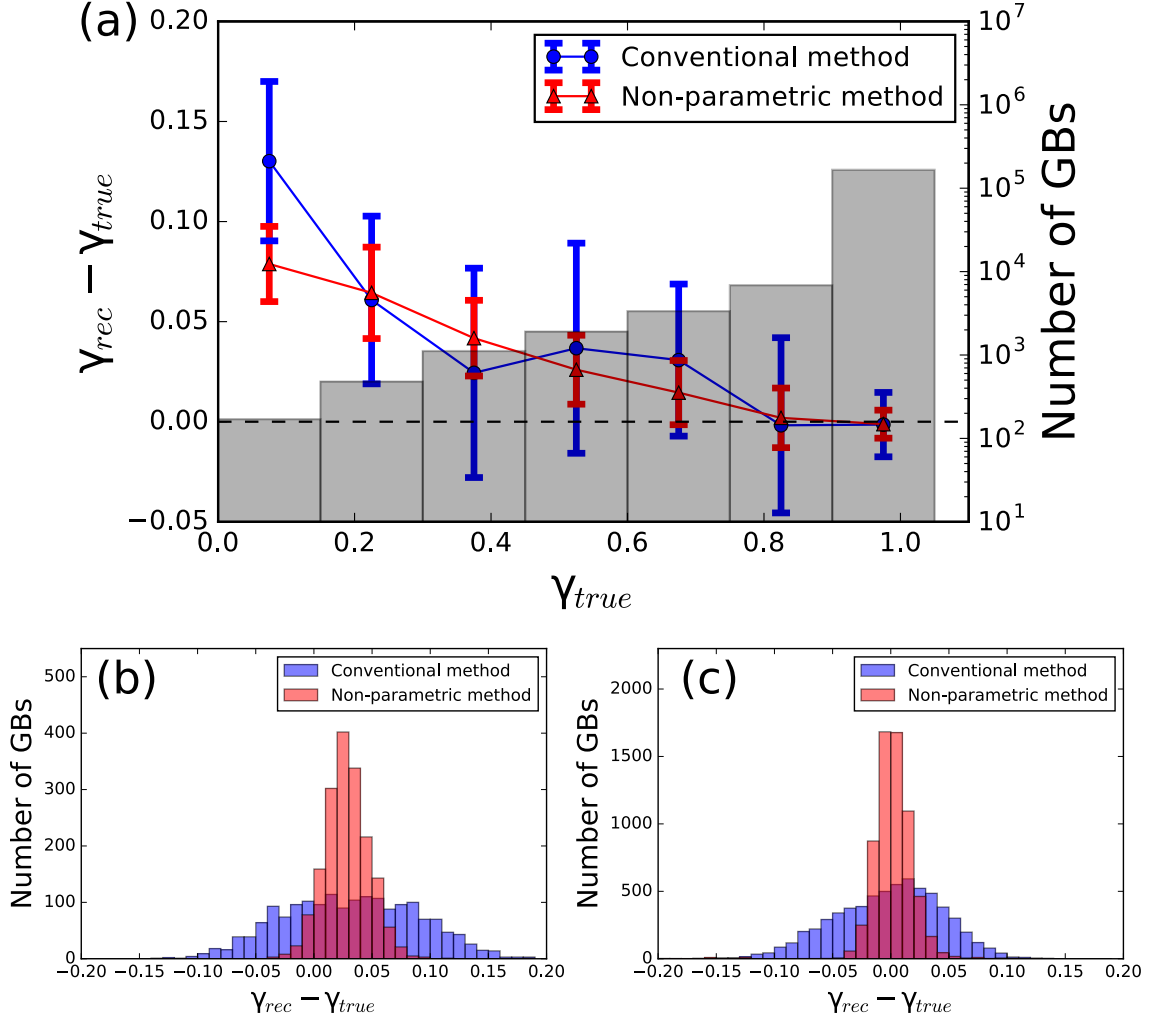 (a)
Conventional method
Non-parametric method
0.20
0.15
0.10
0.05
0.00
−0.05
γrec − γtrue
10^7
10^6
10^5
10^4
10^3
10^2
10^1
Number of GBs
0.0 0.2 0.4 0.6 0.8 1.0
γtrue
(b)
Conventional method
Non-parametric method
500
400
300
200
100
0
Number of GBs
−0.20 −0.15 −0.10 −0.05 0.00 0.05 0.10 0.15 0.20
γrec − γtrue
(c)
Conventional method
Non-parametric method
2000
1500
1000
500
0
Number of GBs
−0.20 −0.15 −0.10 −0.05 0.00 0.05 0.10 0.15 0.20
γrec − γtrue